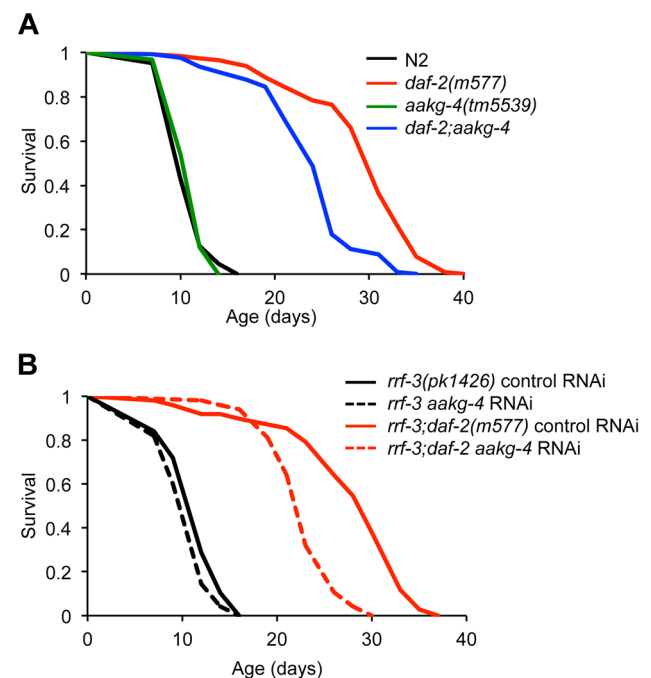 A
1
0.8
0.6
0.4
0.2
0
Survival
0
10
20
30
40
Age (days)
N2
daf-2(m577)
aakg-4(tm5539)
daf-2;aakg-4
B
1
0.8
0.6
0.4
0.2
0
Survival
0
10
20
30
40
Age (days)
rrf-3(pk1426) control RNAi
rrf-3 aakg-4 RNAi
rrf-3;daf-2(m577) control RNAi
rrf-3;daf-2 aakg-4 RNAi